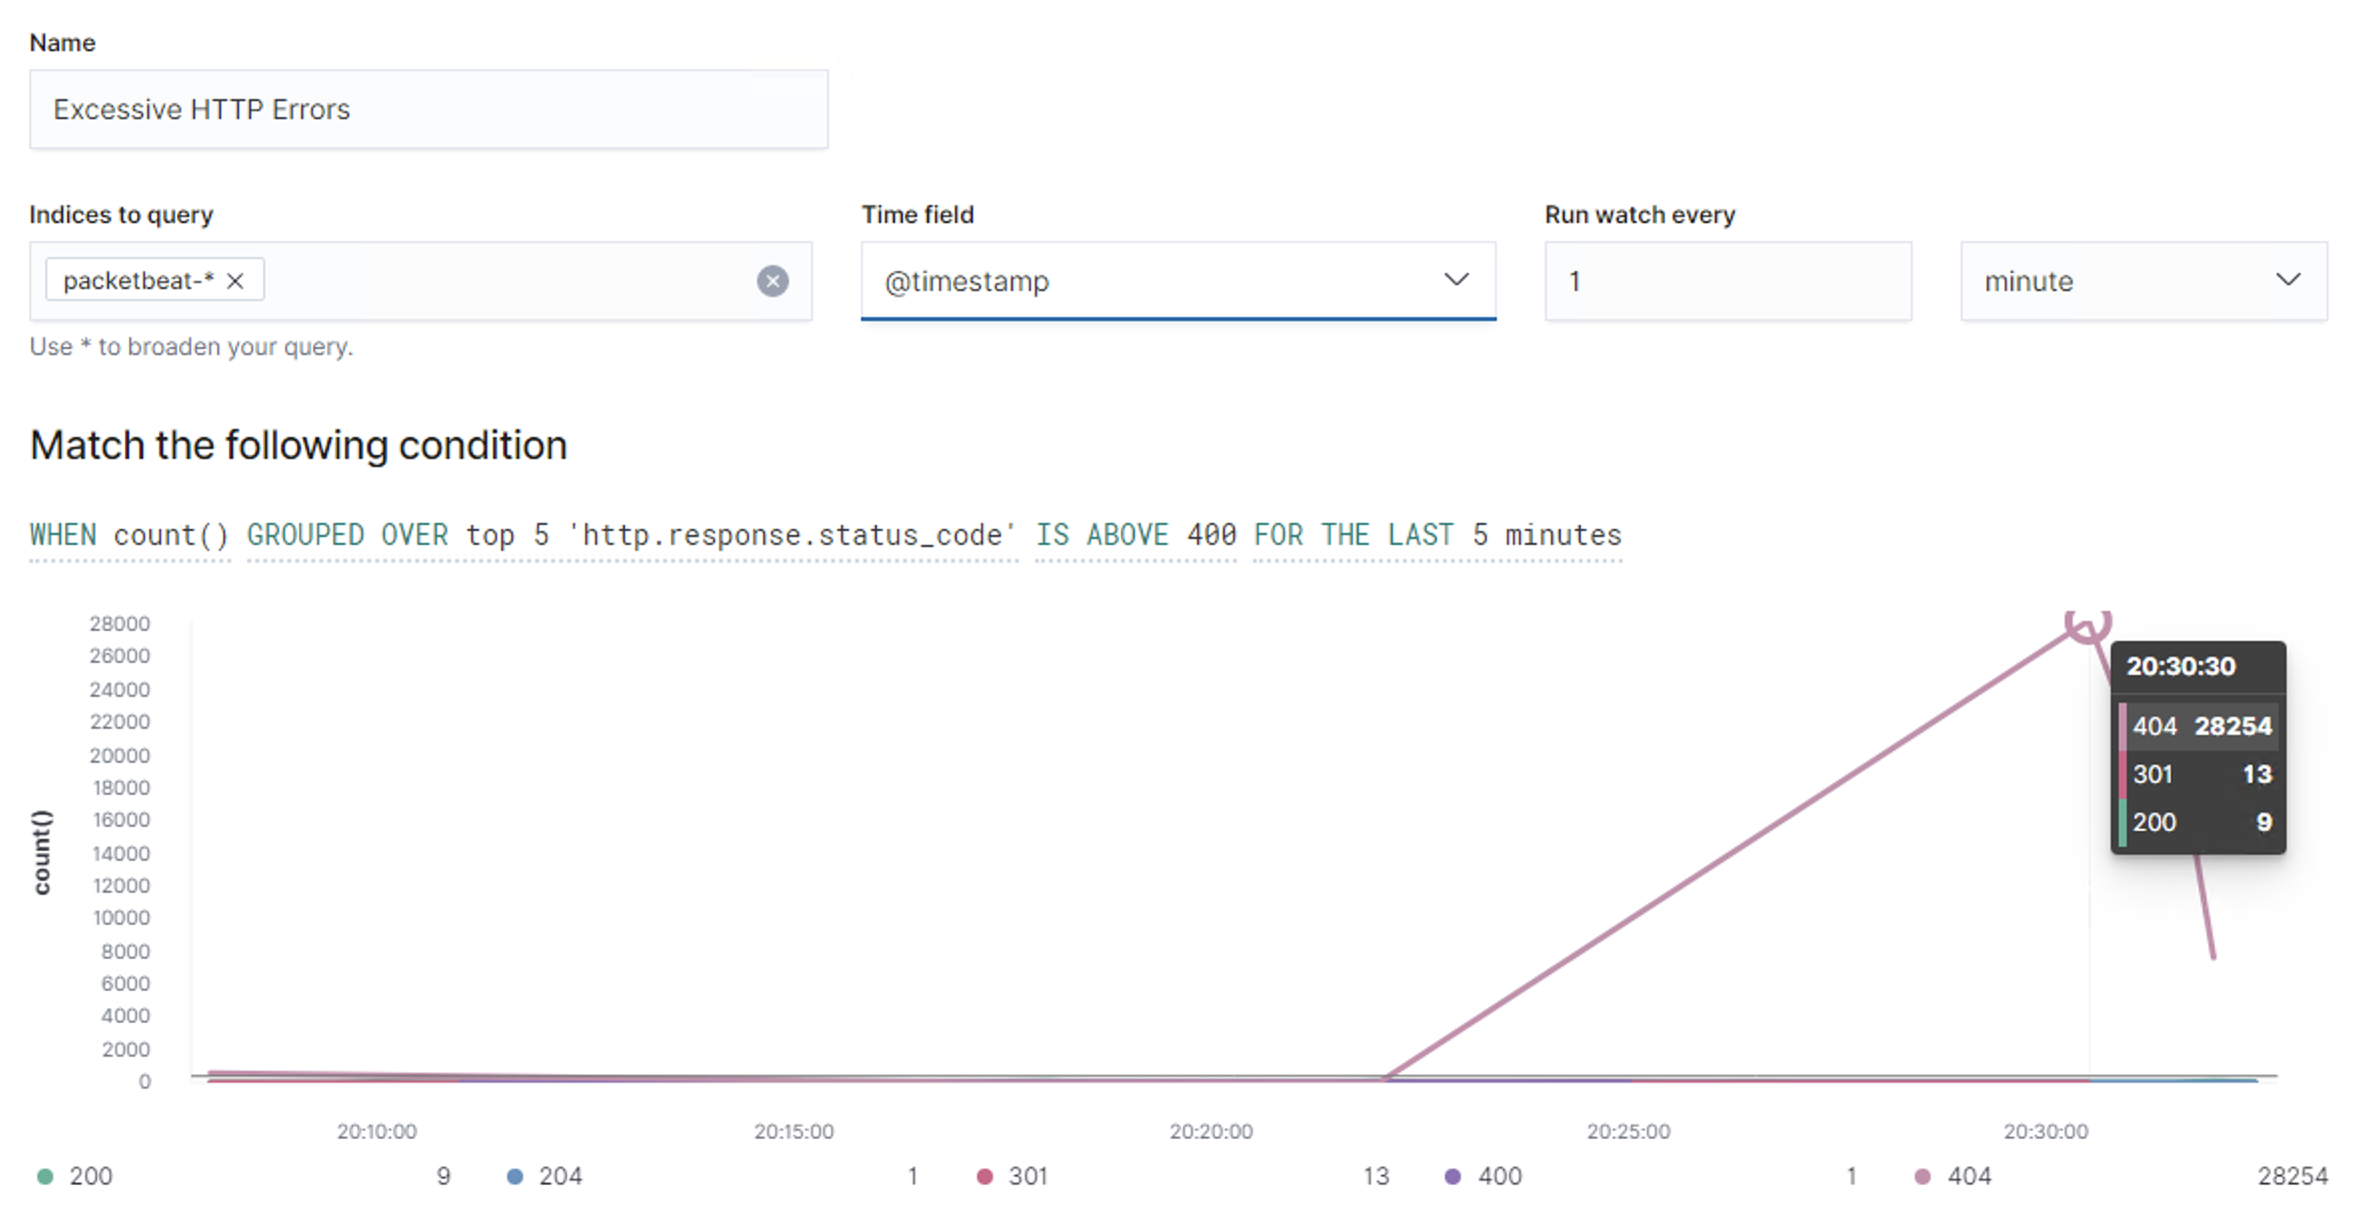 Name
Excessive HTTP Errors
Indices to query
Time field
Run watch every
packetbeat-*
@timestamp
1
minute
Use * to broaden your query.
Match the following condition
WHEN count() GROUPED OVER top 5 'http.response.status_code' IS ABOVE 400 FOR THE LAST 5 minutes
count()
28000
26000
24000
22000
20000
18000
16000
14000
12000
10000
8000
6000
4000
2000
0
20:30:30
404 28254
301 13
200 9
20:10:00 20:15:00 20:20:00 20:25:00 20:30:00
200 9 204 1 301 13 400 1 404 28254